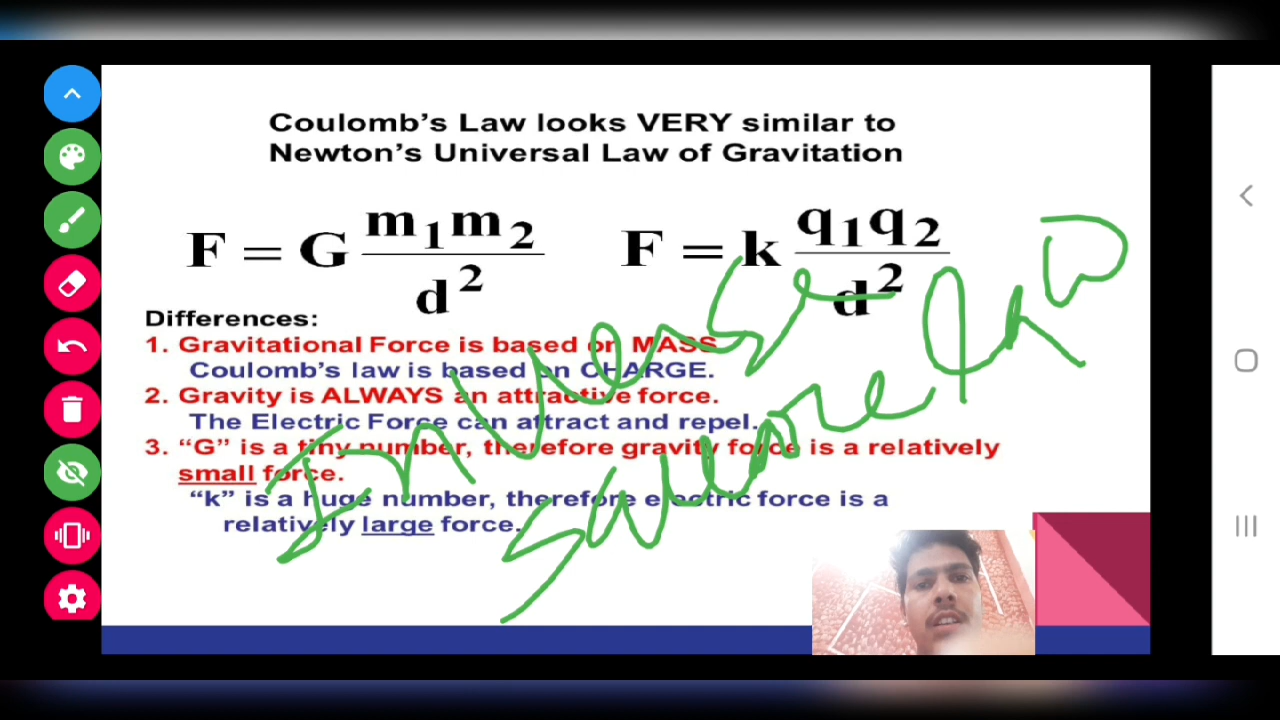 Coulomb’s Law looks VERY similar to
Newton’s Universal Law of Gravitation
F = G m₁m₂ / d²
F = k q₁q₂ / d²
Differences:
1. Gravitational Force is based on MASS
Coulomb’s law is based on CHARGE.
2. Gravity is ALWAYS an attractive force.
The Electric Force can attract and repel.
3. “G” is a tiny number, therefore gravity force is a relatively
small force.
“k” is a huge number, therefore electric force is a
relatively large force.
Inverse
law